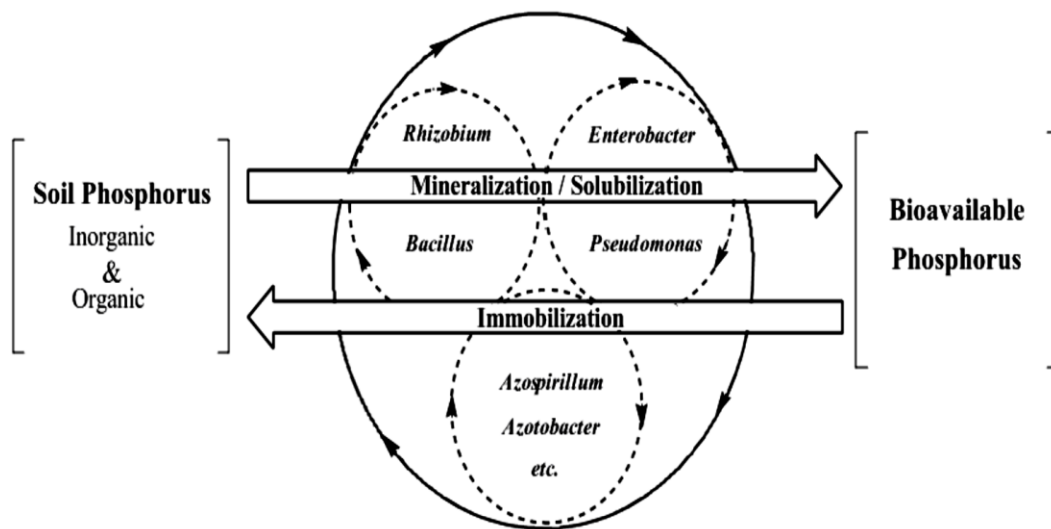 Soil Phosphorus
Inorganic
&
Organic
Rhizobium
Enterobacter
Mineralization / Solubilization
Bacillus
Pseudomonas
Immobilization
Azospirillum
Azotobacter
etc.
Bioavailable
Phosphorus